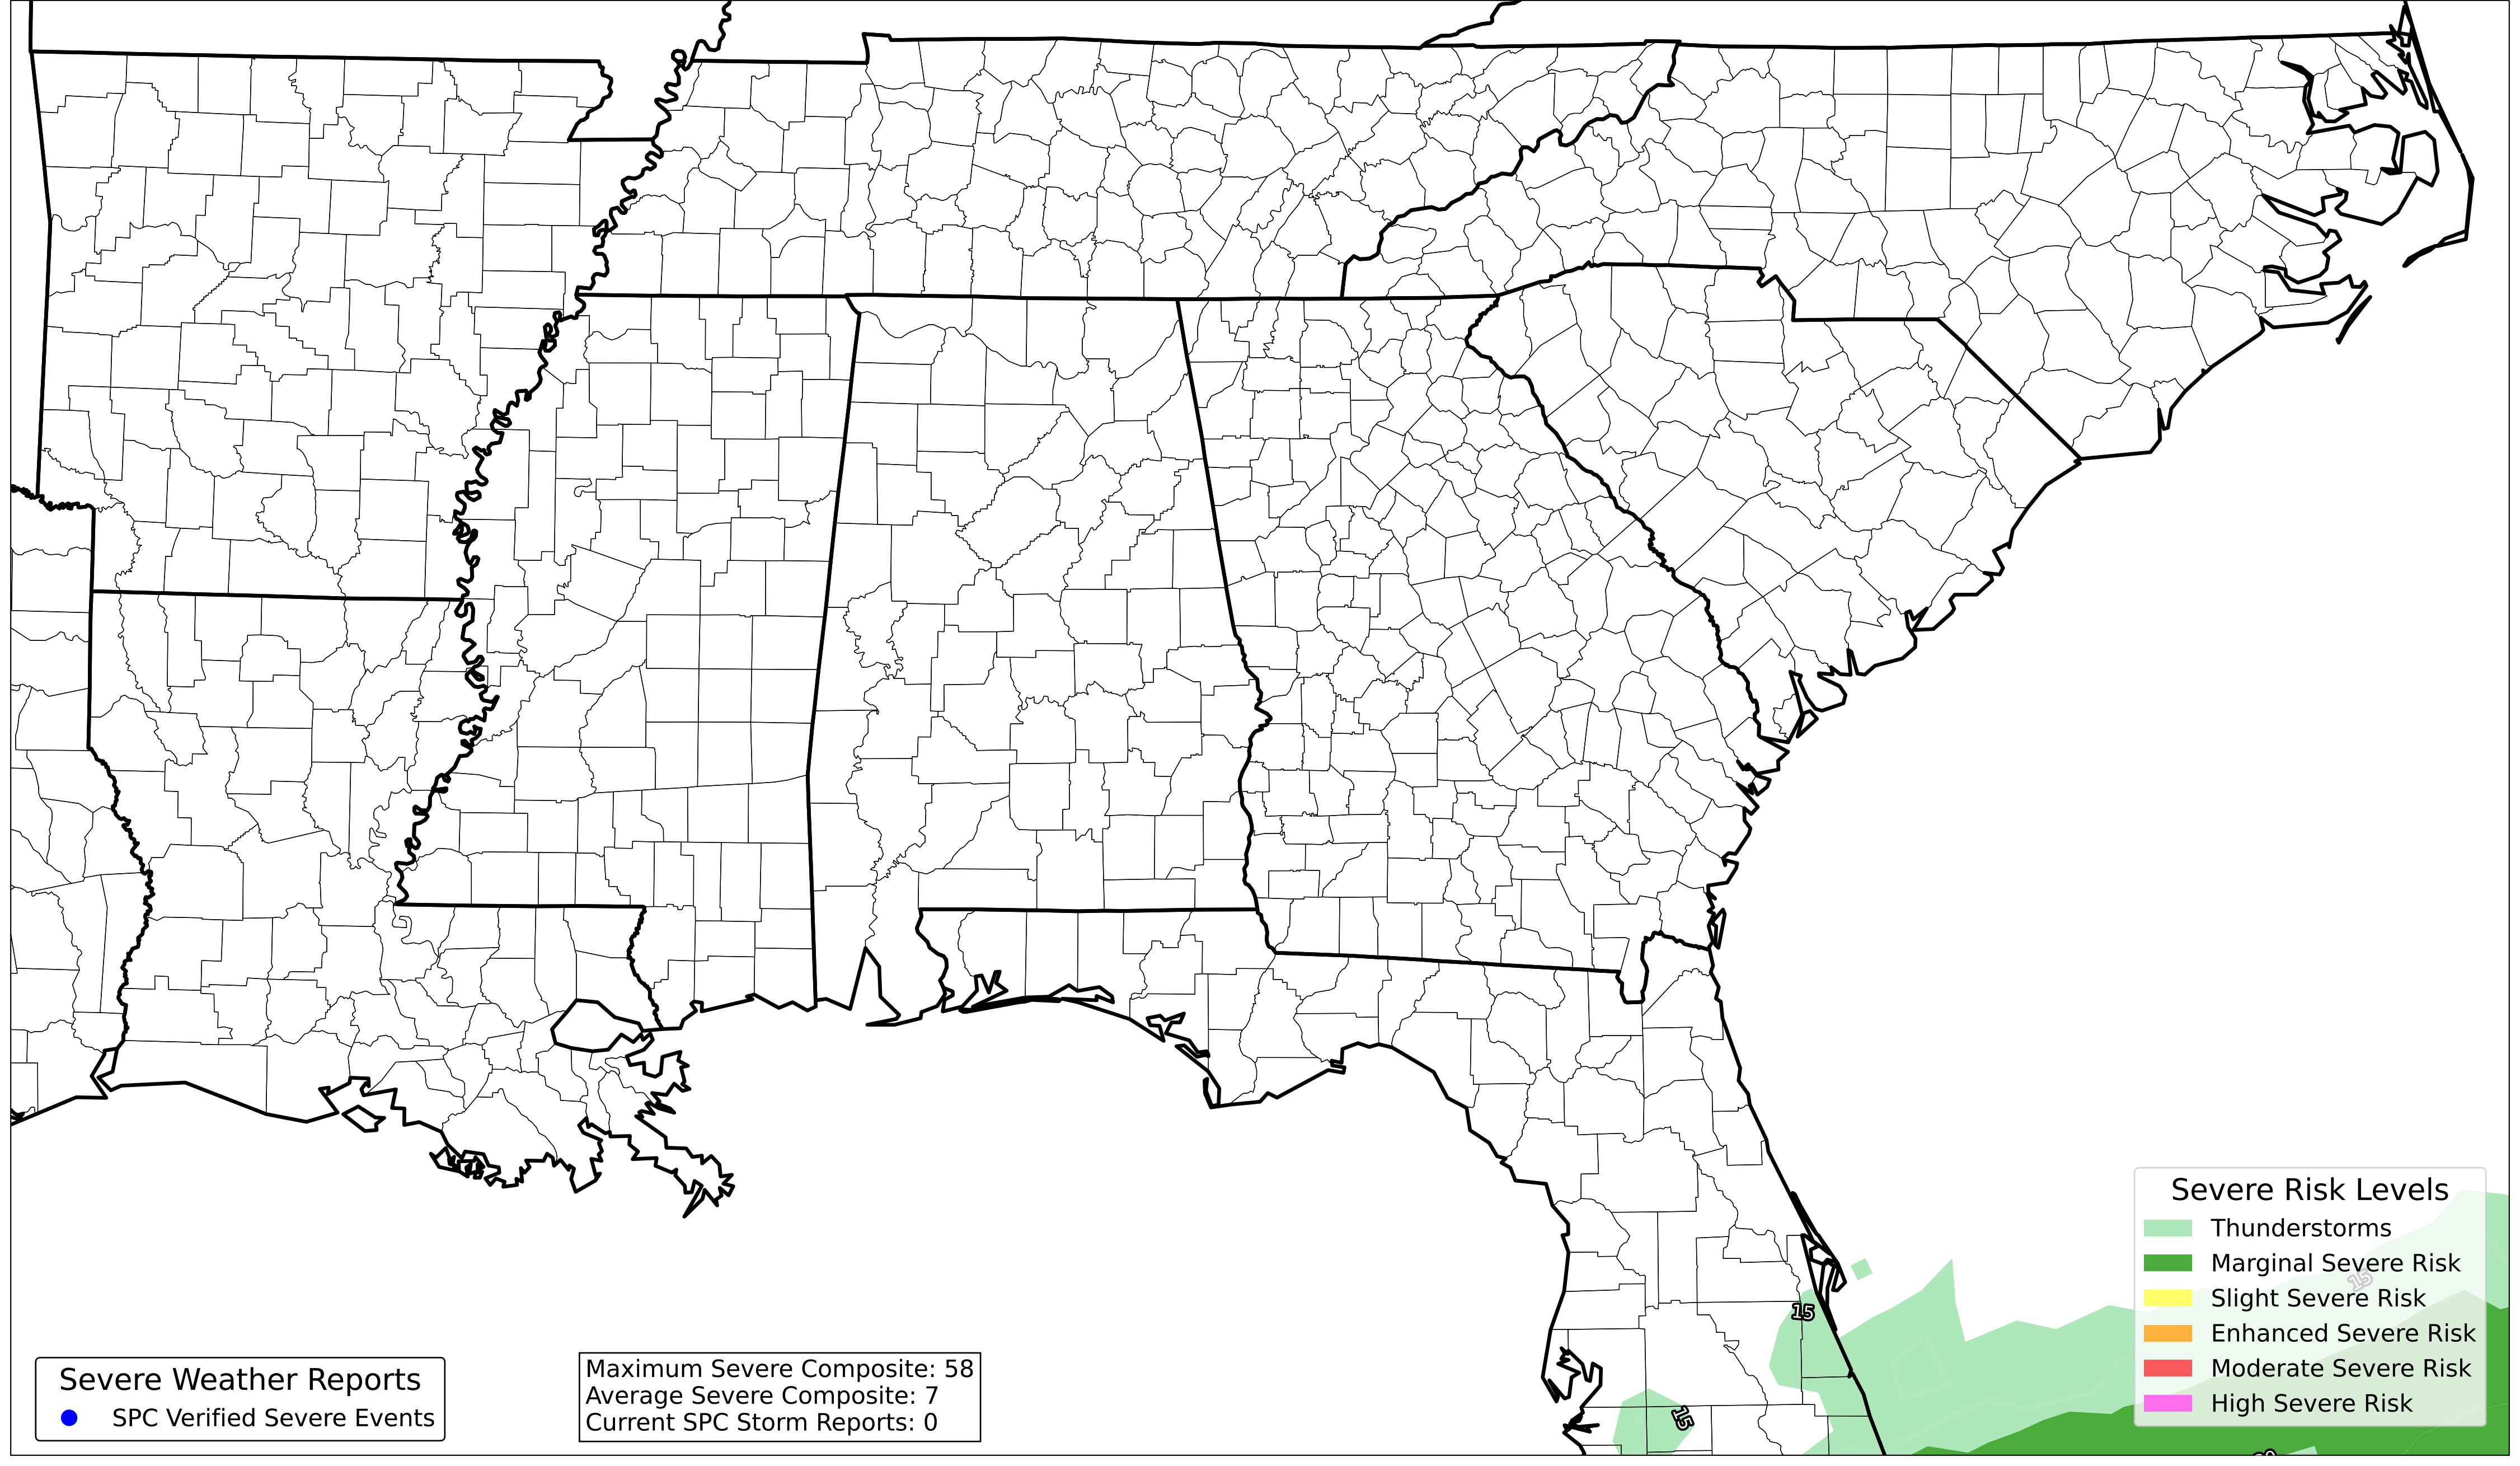 Severe Risk Levels
Thunderstorms
Marginal Severe Risk
Slight Severe Risk
Enhanced Severe Risk
Moderate Severe Risk
High Severe Risk
15
15
15
Severe Weather Reports
SPC Verified Severe Events
Maximum Severe Composite: 58
Average Severe Composite: 7
Current SPC Storm Reports: 0